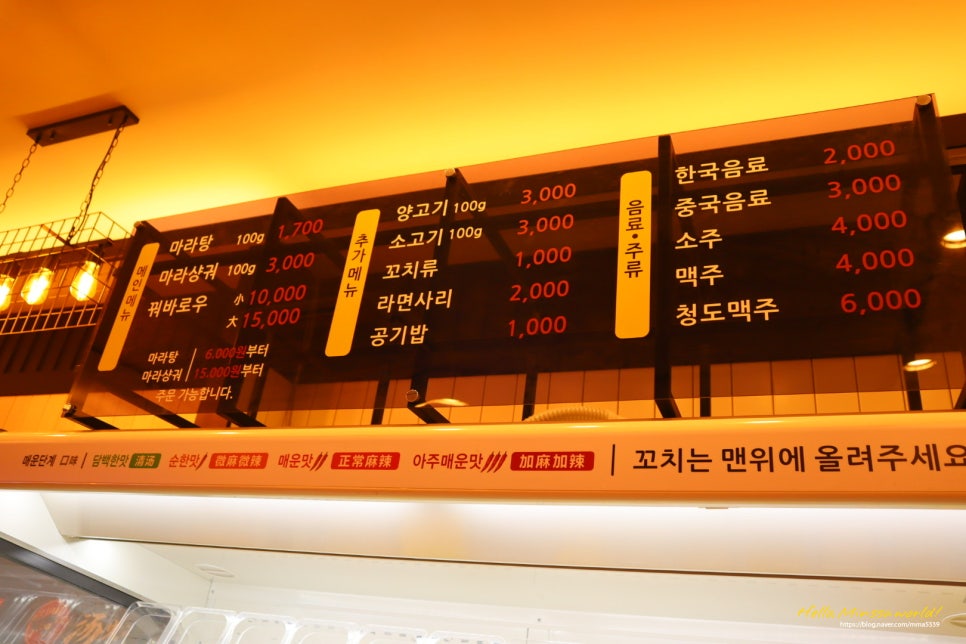 메인메뉴
마라탕 100g 1,700
마라샹궈 100g 3,000
꿔바로우 小 10,000
大 15,000
마라탕 6,000원부터
마라샹궈 15,000원부터
주문 가능합니다.
추가메뉴
양고기 100g 3,000
소고기 100g 3,000
꼬치류 1,000
라면사리 2,000
공기밥 1,000
음료•주류
한국음료 2,000
중국음료 3,000
소주 4,000
맥주 4,000
청도맥주 6,000
매운단계 口味 | 담백한맛 清汤 순한맛 微麻微辣 매운맛 正常麻辣 아주매운맛 加麻加辣 | 꼬치는 맨위에 올려주세요
Hello Monsta world!
https://blog.naver.com/mma5339